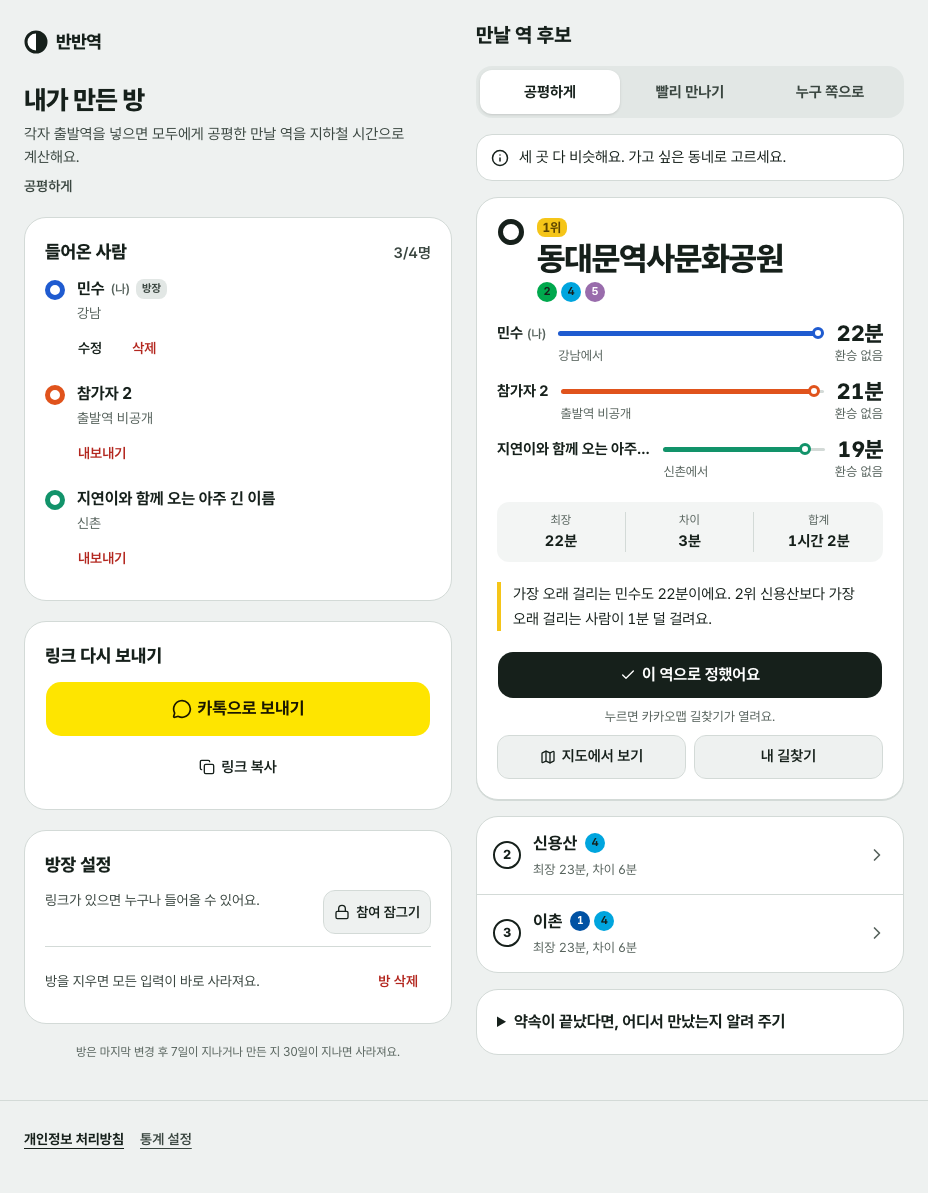 반반역
내가 만든 방
각자 출발역을 넣으면 모두에게 공평한 만날 역을 지하철 시간으로
계산해요.
공평하게
들어온 사람 3/4명
민수 (나) 방장
강남
수정 삭제
참가자 2
출발역 비공개
내보내기
지연이와 함께 오는 아주 긴 이름
신촌
내보내기
링크 다시 보내기
카톡으로 보내기
링크 복사
방장 설정
링크가 있으면 누구나 들어올 수 있어요.
참여 잠그기
방을 지우면 모든 입력이 바로 사라져요.
방 삭제
방은 마지막 변경 후 7일이 지나거나 만든 지 30일이 지나면 사라져요.
만날 역 후보
공평하게 빨리 만나기 누구 쪽으로
세 곳 다 비슷해요. 가고 싶은 동네로 고르세요.
1위
동대문역사문화공원
2 4 5
민수 (나) 22분
강남에서 환승 없음
참가자 2 21분
출발역 비공개 환승 없음
지연이와 함께 오는 아주... 19분
신촌에서 환승 없음
최장 차이 합계
22분 3분 1시간 2분
가장 오래 걸리는 민수도 22분이에요. 2위 신용산보다 가장
오래 걸리는 사람이 1분 덜 걸려요.
이 역으로 정했어요
누르면 카카오맵 길찾기가 열려요.
지도에서 보기 내 길찾기
2 신용산 4
최장 23분, 차이 6분
3 이촌 1 4
최장 23분, 차이 6분
약속이 끝났다면, 어디서 만났는지 알려 주기
개인정보 처리방침 통계 설정